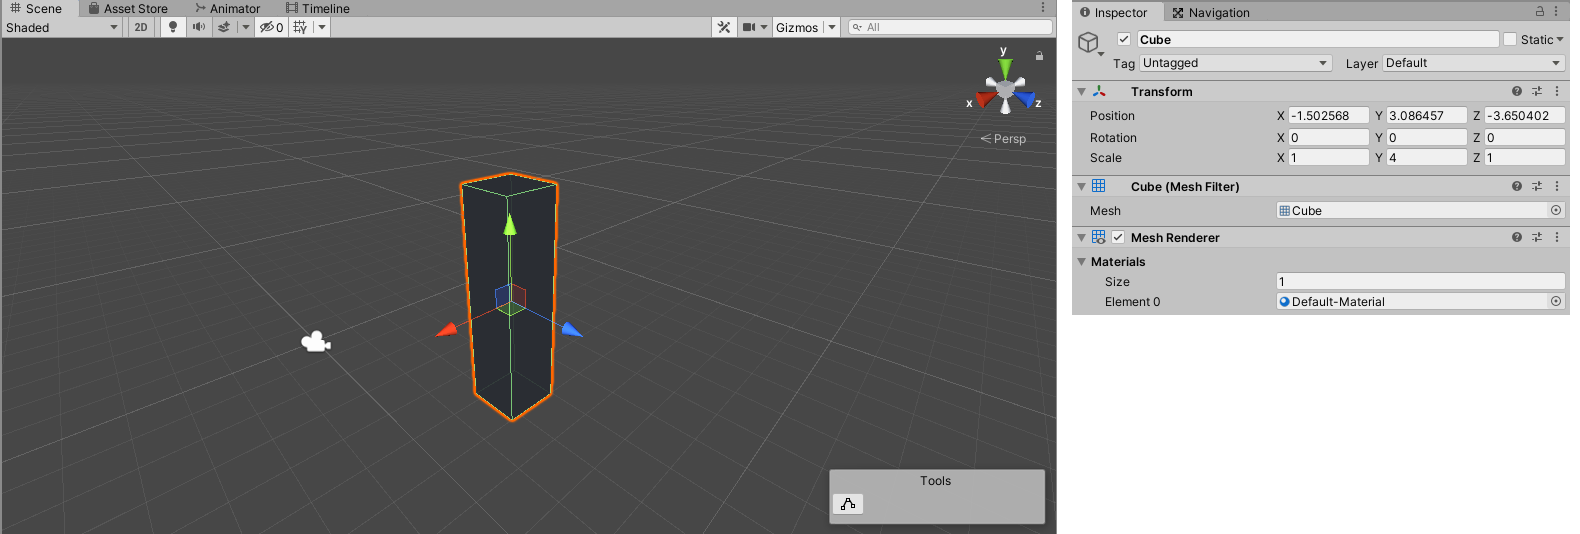 Scene Asset Store Animator Timeline
Shaded 2D 0 Gizmos All
y
x z
Persp
Tools
Inspector Navigation
Cube Static
Tag Untagged Layer Default
Transform
Position X -1.502568 Y 3.086457 Z -3.650402
Rotation X 0 Y 0 Z 0
Scale X 1 Y 4 Z 1
Cube (Mesh Filter)
Mesh Cube
Mesh Renderer
Materials
Size 1
Element 0 Default-Material